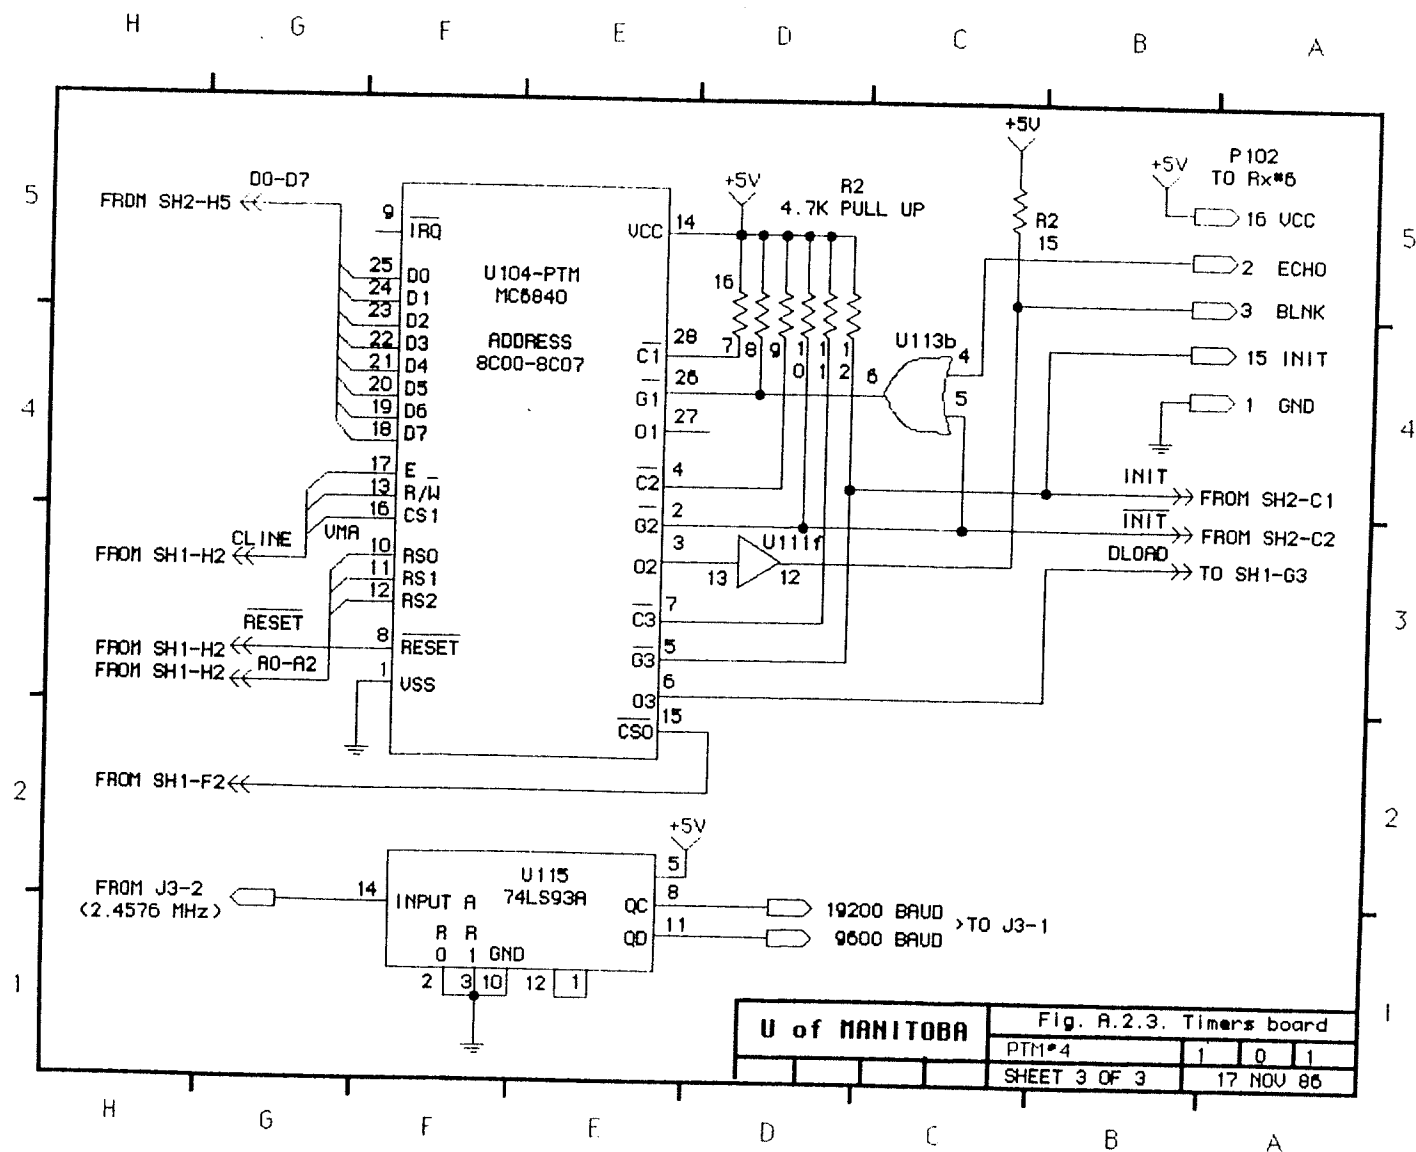 H G F E D C B A
5
4
3
2
1
D0-D7
FROM SH2-H5
9 IRQ
25 D0
24 D1
23 D2
22 D3
21 D4
20 D5
19 D6
18 D7
17 E
13 R/W
16 CS1
CLINE VMA
FROM SH1-H2
10 RS0
11 RS1
12 RS2
RESET
FROM SH1-H2
8 RESET
FROM SH1-H2
A0-A2
1 VSS
FROM SH1-F2
U104-PTM
MC6840
ADDRESS
8C00-8C07
VCC 14
C1 28
G1 26
O1 27
C2 4
G2 2
O2 3
C3 7
G3 5
O3 6
CS0 15
+5V
R2
4.7K PULL UP
16
7 8 9 10 11 12
U113b
6 4
5
U111f
13 12
+5V
R2
15
P102
TO Rx#6
+5V
16 VCC
2 ECHO
3 BLNK
15 INIT
1 GND
INIT
FROM SH2-C1
INIT
FROM SH2-C2
DLOAD
TO SH1-G3
FROM J3-2
(2.4576 MHz)
14 INPUT A
U115
74LS93A
R0 R1 GND
2 3 10 12 1
+5V
5
QC 8
QD 11
19200 BAUD
9600 BAUD
>TO J3-1
U of MANITOBA
Fig. A.2.3. Timers board
PTM#4 1 0 1
SHEET 3 OF 3 17 NOV 86
5
4
3
2
1
H G F E D C B A